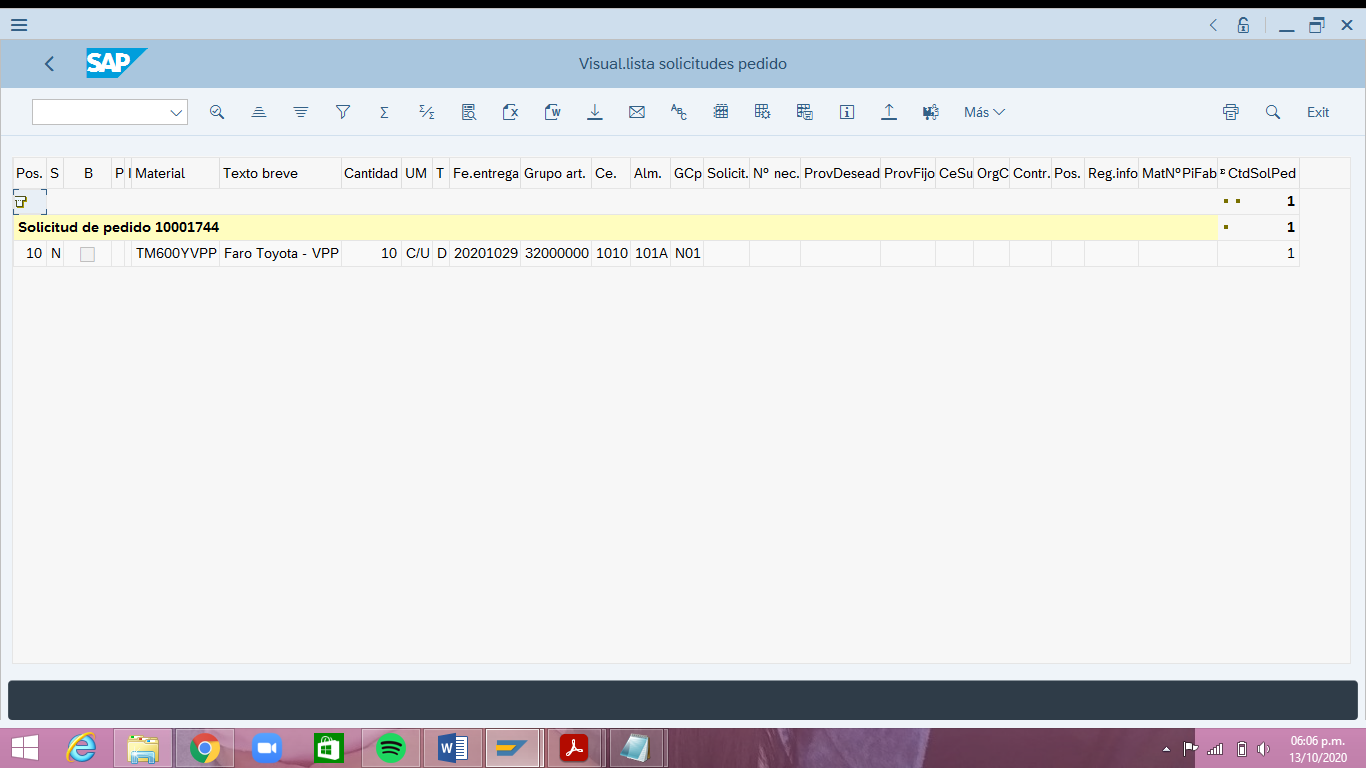 SAP
Visual.lista solicitudes pedido
Más
Exit
Pos. S B P I Material Texto breve Cantidad UM T Fe.entrega Grupo art. Ce. Alm. GCp Solicit. Nº nec. ProvDesead ProvFijo CeSu OrgC Contr. Pos. Reg.info MatNºPiFab CtdSolPed
1
Solicitud de pedido 10001744 1
10 N TM600YVPP Faro Toyota - VPP 10 C/U D 20201029 32000000 1010 101A N01 1
06:06 p.m.
13/10/2020